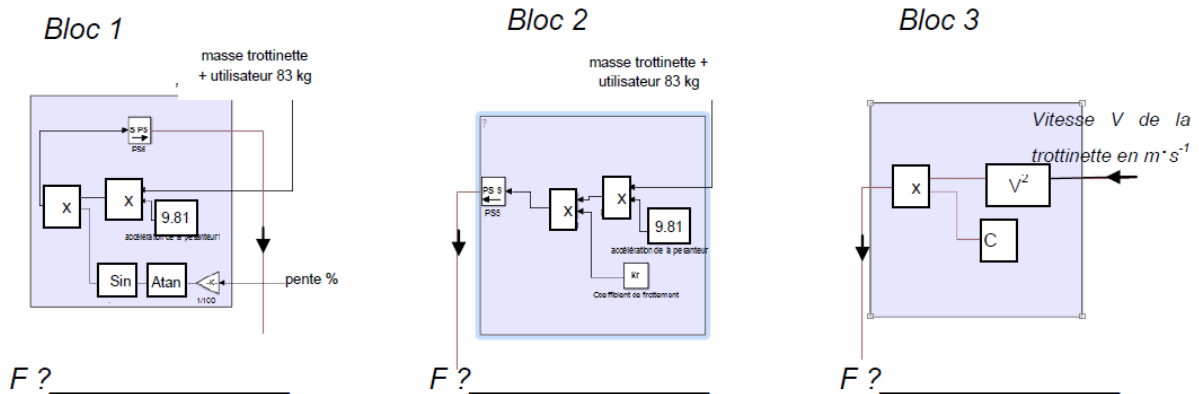 Bloc 1
masse trottinette
+ utilisateur 83 kg
S PS
PS6
X
X
9.81
accélération de la pesanteur1
Sin
Atan
-K-
1/100
pente %
F ?
Bloc 2
masse trottinette +
utilisateur 83 kg
?
PS S
PS5
X
X
9.81
accélération de la pesanteur
Kr
Coefficient de frottement
F ?
Bloc 3
Vitesse V de la
trottinette en m·s-1
X
V²
C
F ?